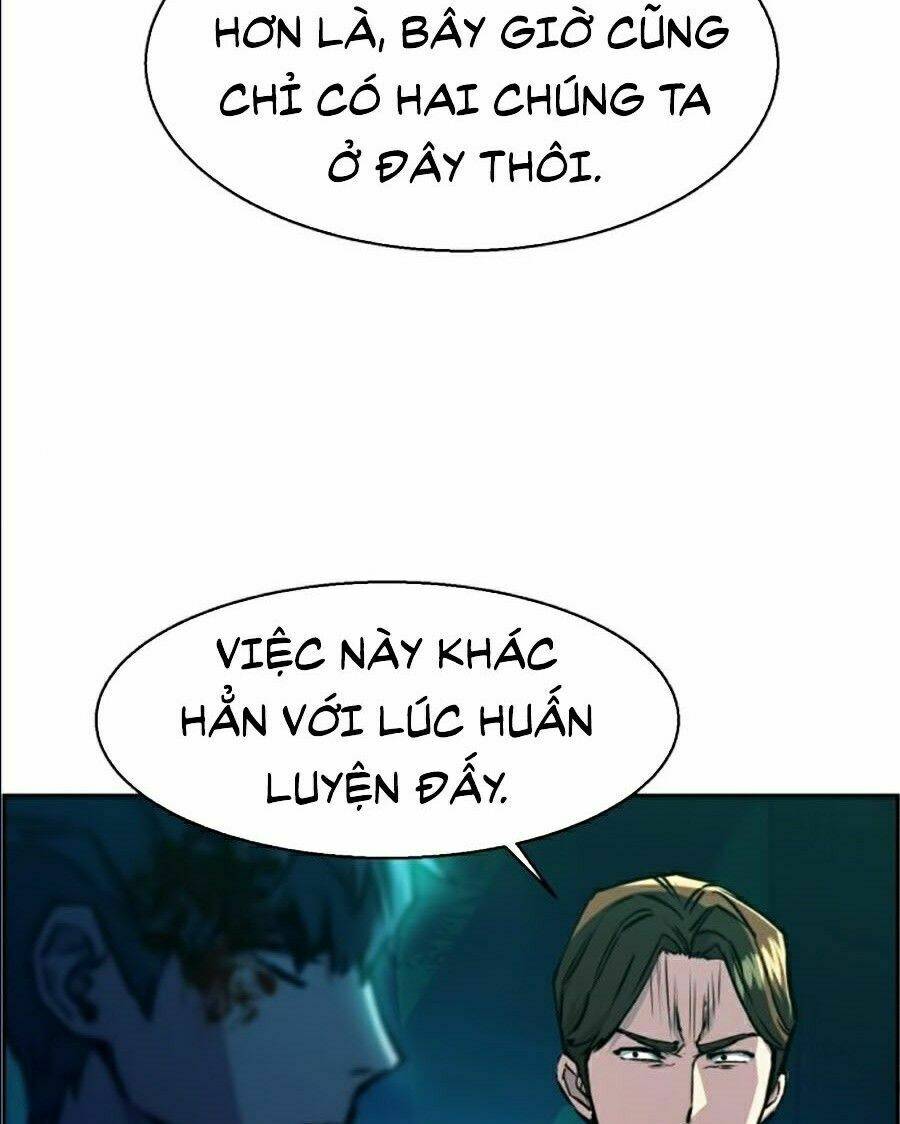 HƠN LÀ, BÂY GIỜ CŨNG
CHỈ CÓ HAI CHÚNG TA
Ở ĐÂY THÔI.
VIỆC NÀY KHÁC
HẲN VỚI LÚC HUẤN
LUYỆN ĐẤY.